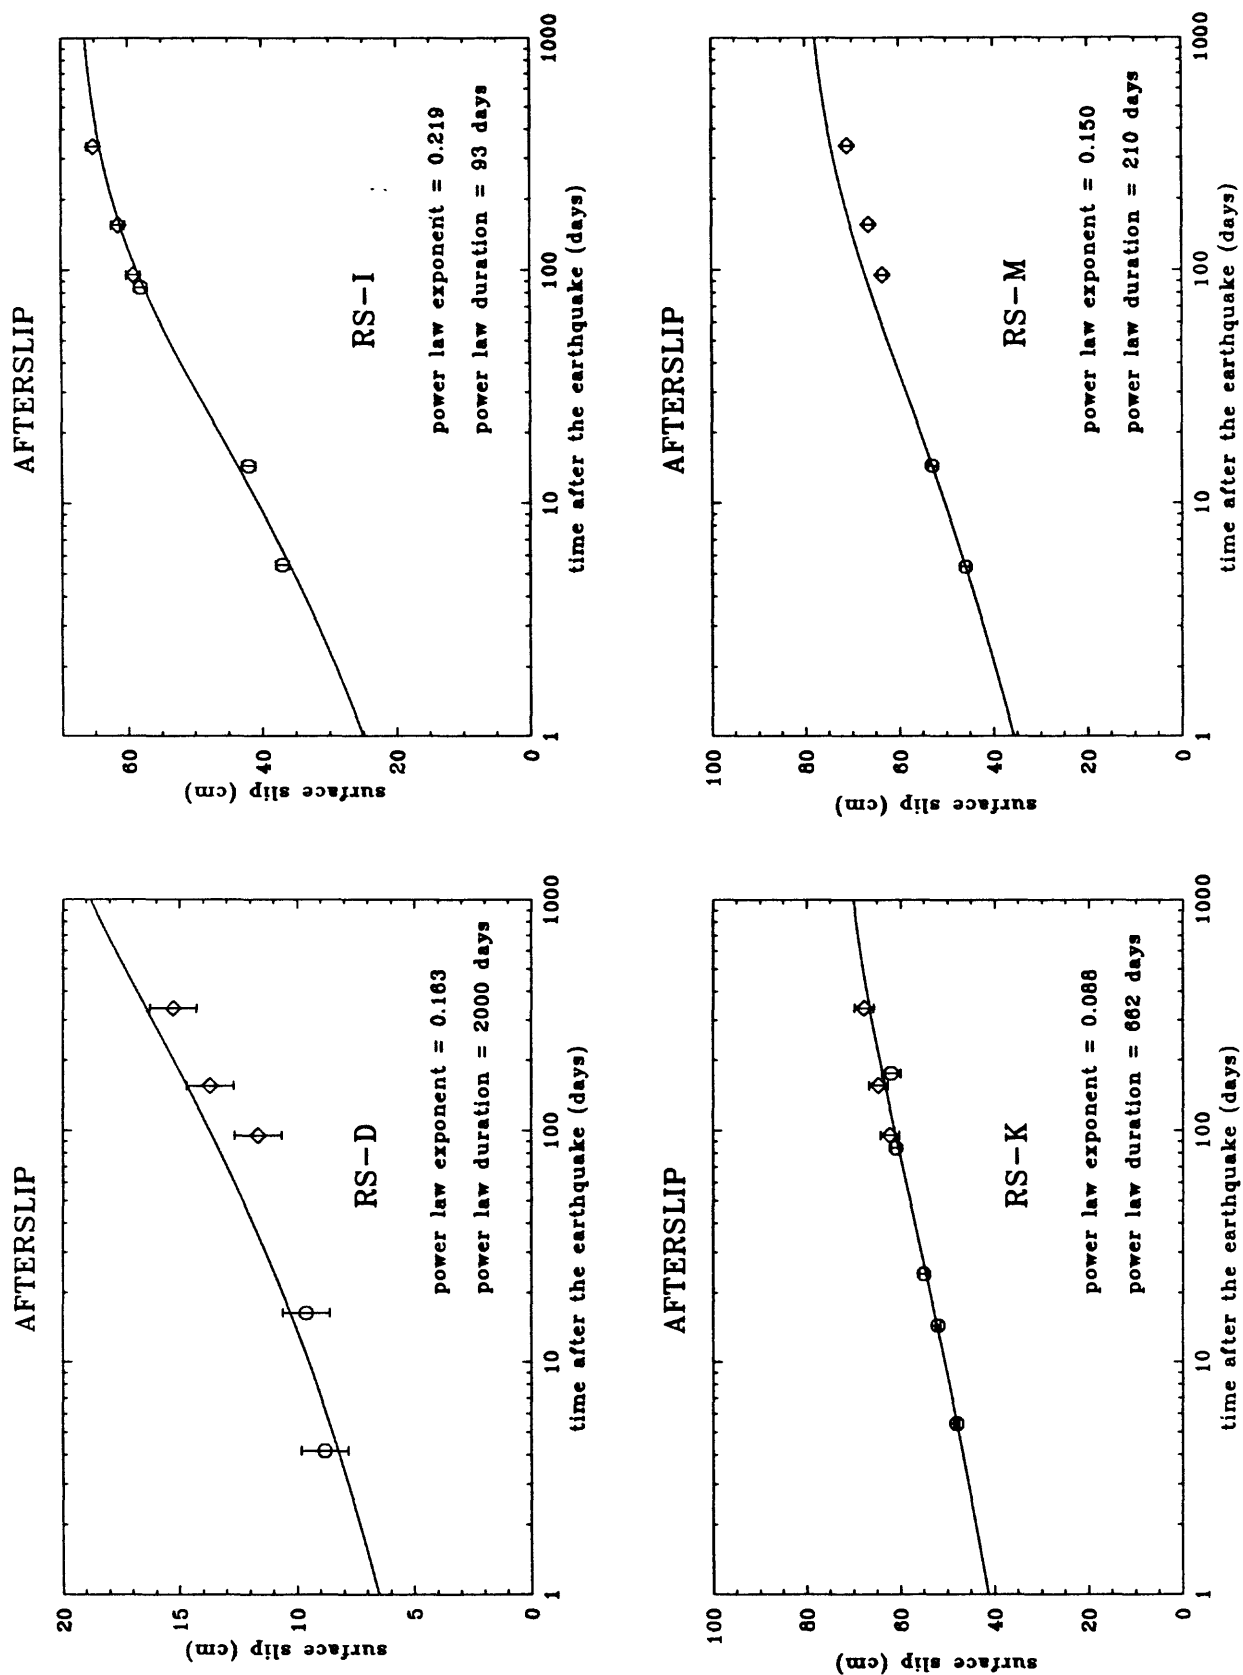 AFTERSLIP
20
15
10
5
0
surface slip (cm)
RS-D
power law exponent = 0.163
power law duration = 2000 days
1
10
100
1000
time after the earthquake (days)
AFTERSLIP
60
40
20
0
surface slip (cm)
RS-I
power law exponent = 0.219
power law duration = 93 days
1
10
100
1000
time after the earthquake (days)
AFTERSLIP
100
80
60
40
20
0
surface slip (cm)
RS-K
power law exponent = 0.088
power law duration = 662 days
1
10
100
1000
time after the earthquake (days)
AFTERSLIP
100
80
60
40
20
0
surface slip (cm)
RS-M
power law exponent = 0.150
power law duration = 210 days
1
10
100
1000
time after the earthquake (days)